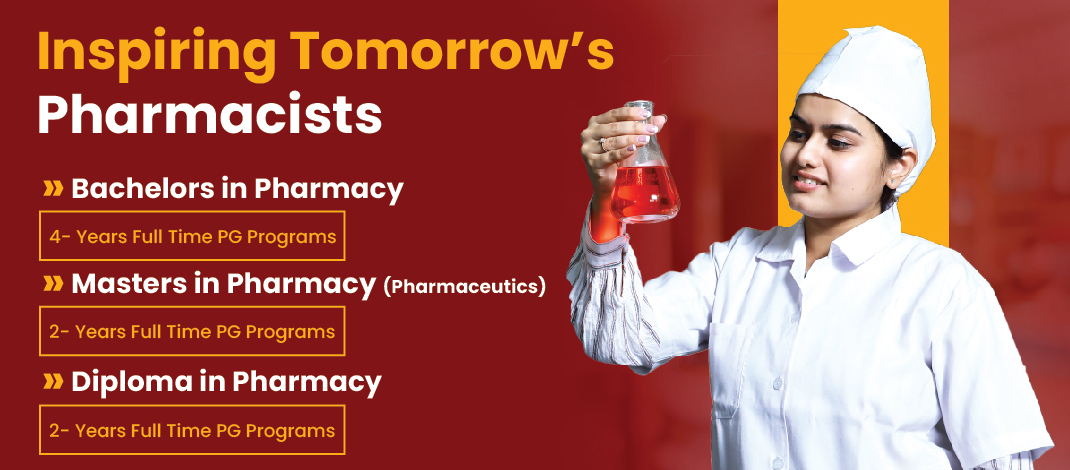 Inspiring Tomorrow’s
Pharmacists
» Bachelors in Pharmacy
4- Years Full Time PG Programs
» Masters in Pharmacy (Pharmaceutics)
2- Years Full Time PG Programs
» Diploma in Pharmacy
2- Years Full Time PG Programs